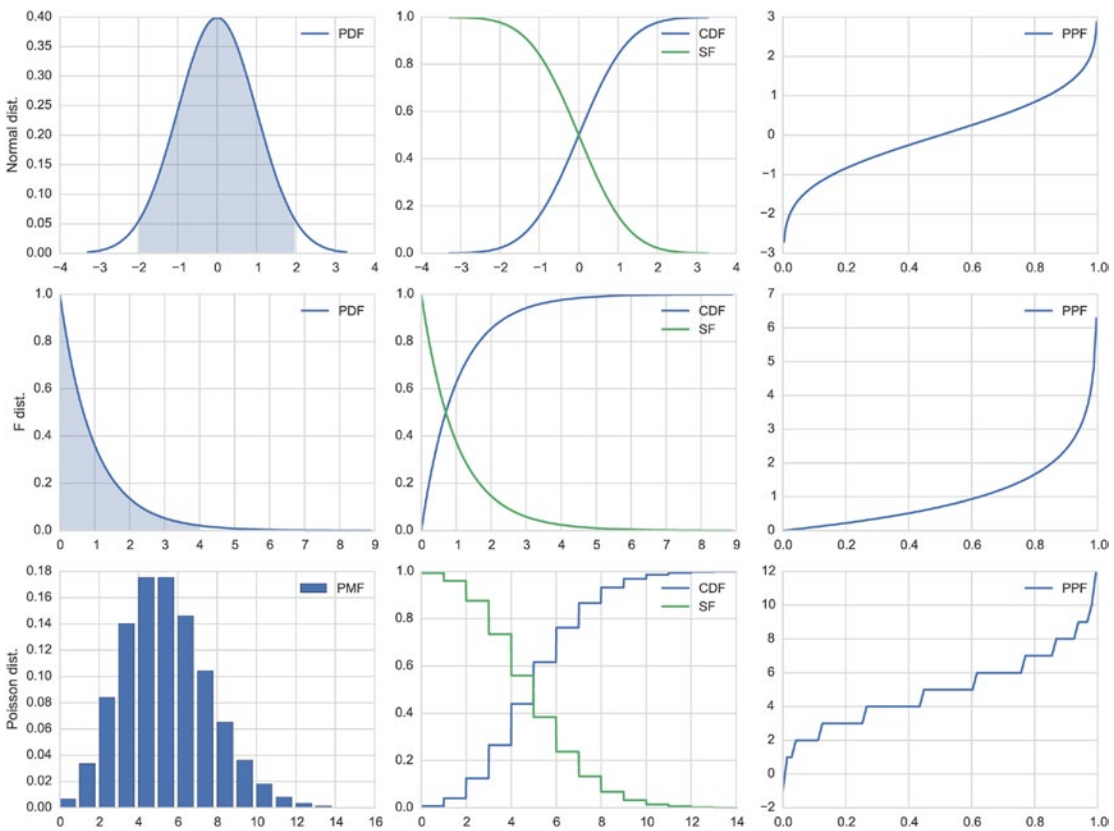 0.40
0.35
0.30
0.25
0.20
0.15
0.10
0.05
0.00
Normal dist.
−4 −3 −2 −1 0 1 2 3 4
PDF
1.0
0.8
0.6
0.4
0.2
0.0
−4 −3 −2 −1 0 1 2 3 4
CDF
SF
3
2
1
0
−1
−2
−3
0.0 0.2 0.4 0.6 0.8 1.0
PPF
1.0
0.8
0.6
0.4
0.2
0.0
F dist.
0 1 2 3 4 5 6 7 8 9
PDF
1.0
0.8
0.6
0.4
0.2
0.0
0 1 2 3 4 5 6 7 8 9
CDF
SF
7
6
5
4
3
2
1
0
0.0 0.2 0.4 0.6 0.8 1.0
PPF
0.18
0.16
0.14
0.12
0.10
0.08
0.06
0.04
0.02
0.00
Poisson dist.
0 2 4 6 8 10 12 14 16
PMF
1.0
0.8
0.6
0.4
0.2
0.0
0 2 4 6 8 10 12 14
CDF
SF
12
10
8
6
4
2
0
−2
0.0 0.2 0.4 0.6 0.8 1.0
PPF